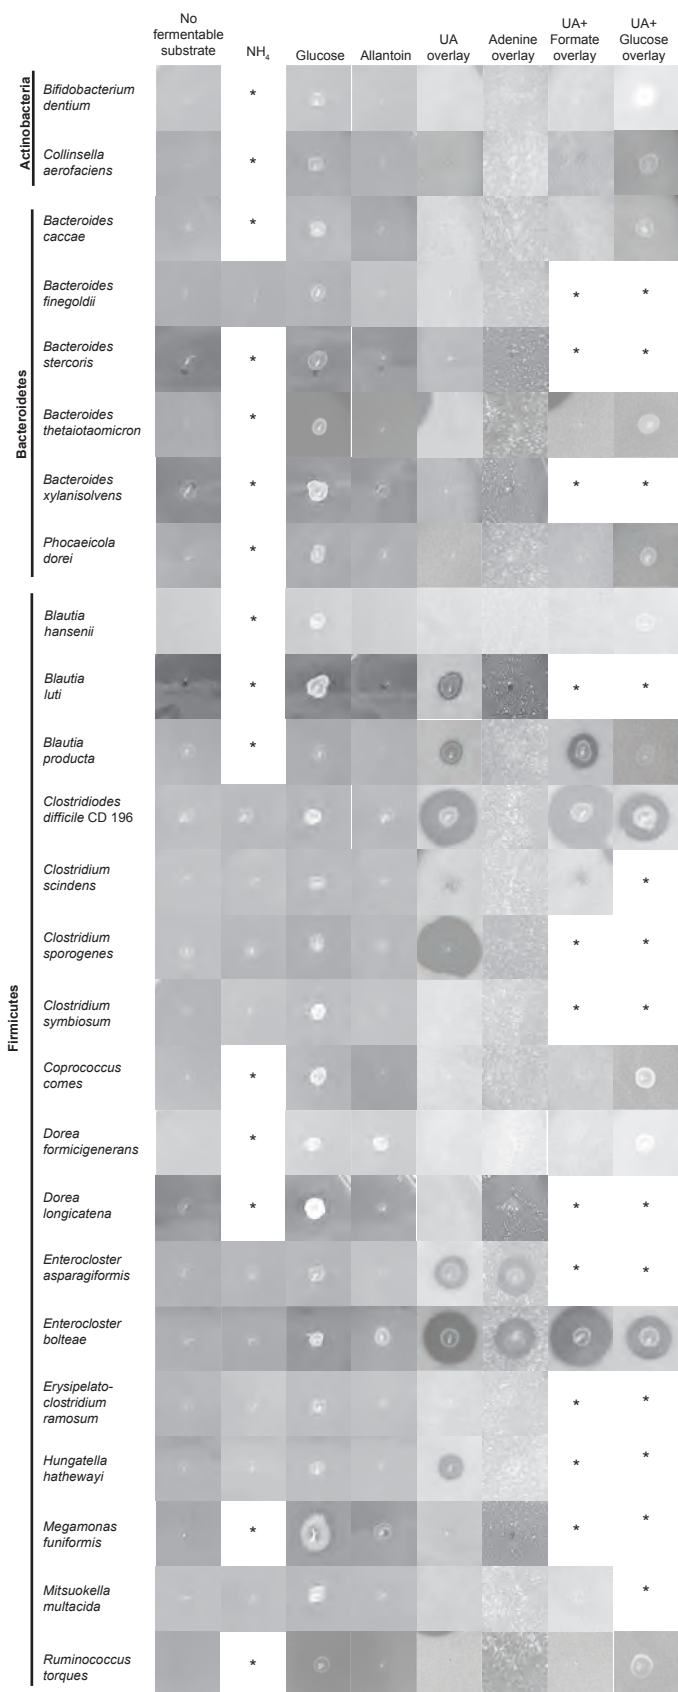 No
fermentable
substrate
NH4
Glucose
Allantoin
UA
overlay
Adenine
overlay
UA+
Formate
overlay
UA+
Glucose
overlay
Actinobacteria
Bifidobacterium
dentium
*
Collinsella
aerofaciens
*
Bacteroidetes
Bacteroides
caccae
*
Bacteroides
finegoldii
* *
Bacteroides
stercoris
* * *
Bacteroides
thetaiotaomicron
*
Bacteroides
xylanisolvens
* * *
Phocaeicola
dorei
*
Firmicutes
Blautia
hansenii
*
Blautia
luti
* * *
Blautia
producta
*
Clostridiodes
difficile CD 196
Clostridium
scindens
*
Clostridium
sporogenes
* *
Clostridium
symbiosum
* *
Coprococcus
comes
*
Dorea
formicigenerans
*
Dorea
longicatena
* * *
Enterocloster
asparagiformis
* *
Enterocloster
bolteae
Erysipelato-
clostridium
ramosum
* *
Hungatella
hathewayi
* *
Megamonas
funiformis
* * *
Mitsuokella
multacida
*
Ruminococcus
torques
*